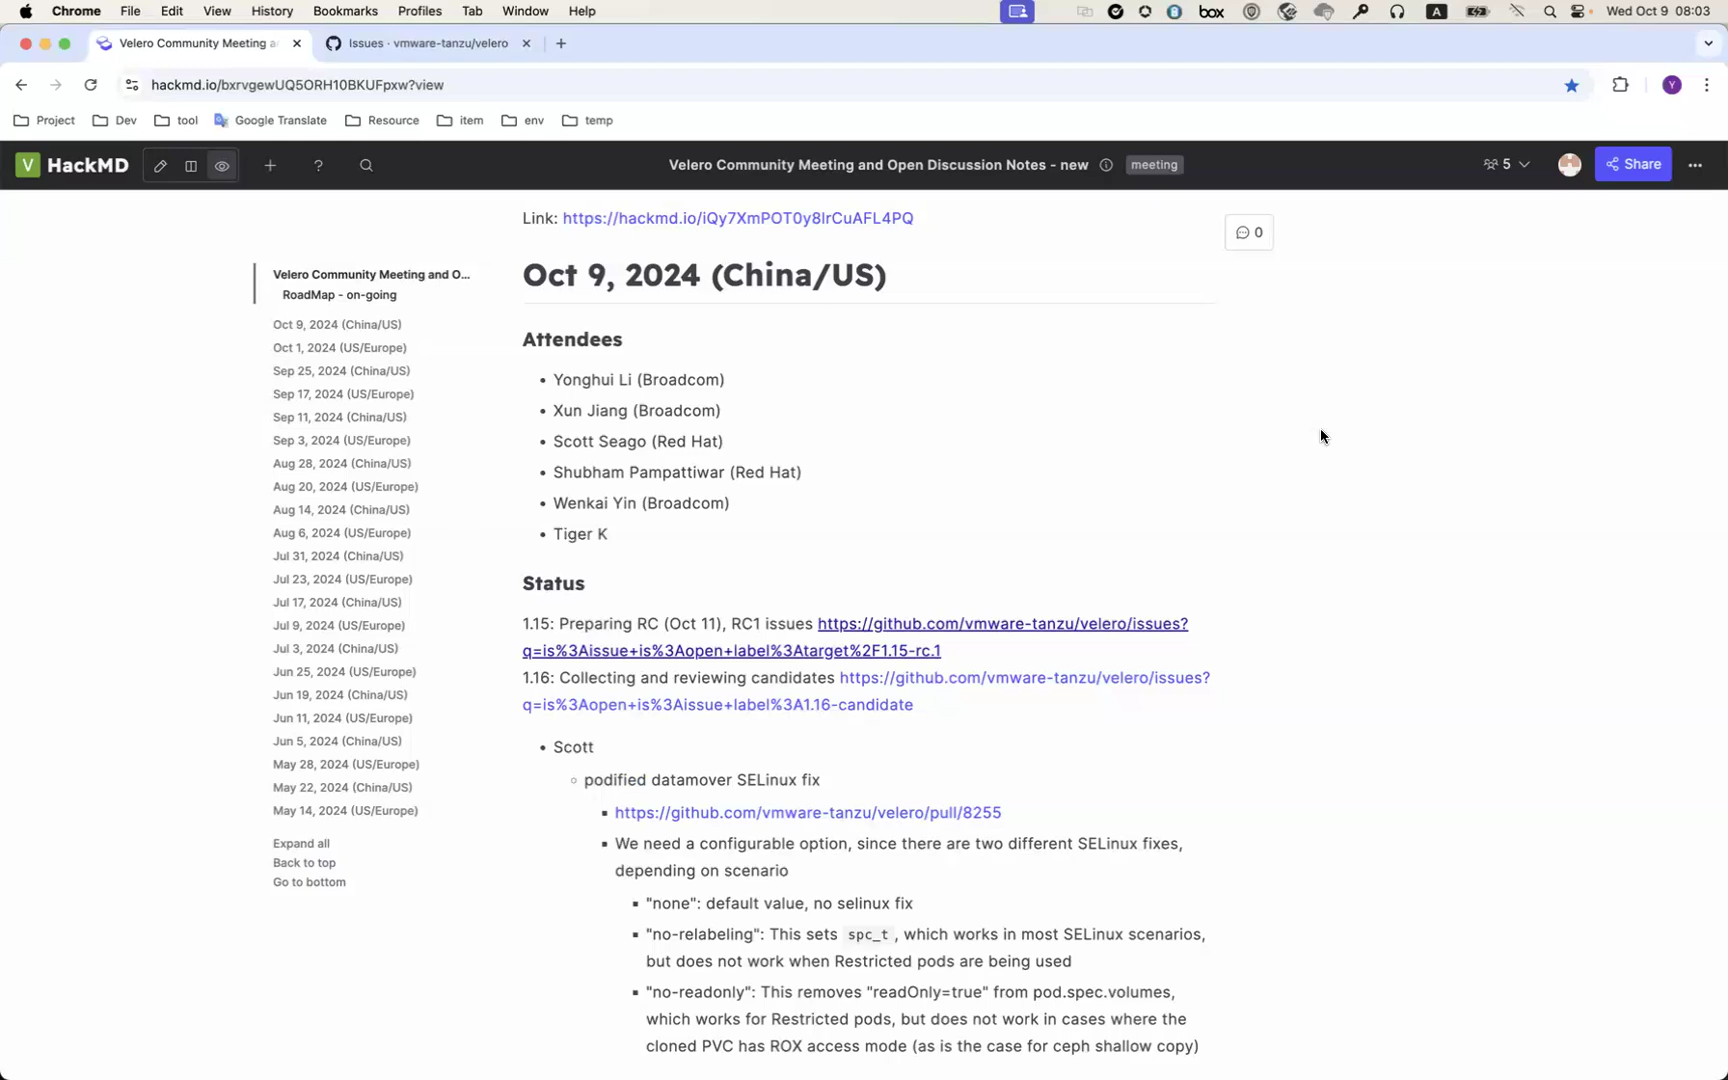 Chrome File Edit View History Bookmarks Profiles Tab Window Help box A Wed Oct 9 08:03
Velero Community Meeting a Issues · vmware-tanzu/velero
hackmd.io/bxrvgewUQ5ORH10BKUFpxw?view Y
Project Dev tool Google Translate Resource item env temp
V HackMD + ? Velero Community Meeting and Open Discussion Notes - new meeting 5 Share
Link: https://hackmd.io/iQy7XmPOT0y8lrCuAFL4PQ
0
Velero Community Meeting and O...
RoadMap - on-going
Oct 9, 2024 (China/US)
Oct 1, 2024 (US/Europe)
Sep 25, 2024 (China/US)
Sep 17, 2024 (US/Europe)
Sep 11, 2024 (China/US)
Sep 3, 2024 (US/Europe)
Aug 28, 2024 (China/US)
Aug 20, 2024 (US/Europe)
Aug 14, 2024 (China/US)
Aug 6, 2024 (US/Europe)
Jul 31, 2024 (China/US)
Jul 23, 2024 (US/Europe)
Jul 17, 2024 (China/US)
Jul 9, 2024 (US/Europe)
Jul 3, 2024 (China/US)
Jun 25, 2024 (US/Europe)
Jun 19, 2024 (China/US)
Jun 11, 2024 (US/Europe)
Jun 5, 2024 (China/US)
May 28, 2024 (US/Europe)
May 22, 2024 (China/US)
May 14, 2024 (US/Europe)
Expand all
Back to top
Go to bottom
Oct 9, 2024 (China/US)
Attendees
• Yonghui Li (Broadcom)
• Xun Jiang (Broadcom)
• Scott Seago (Red Hat)
• Shubham Pampattiwar (Red Hat)
• Wenkai Yin (Broadcom)
• Tiger K
Status
1.15: Preparing RC (Oct 11), RC1 issues https://github.com/vmware-tanzu/velero/issues?
q=is%3Aissue+is%3Aopen+label%3Atarget%2F1.15-rc.1
1.16: Collecting and reviewing candidates https://github.com/vmware-tanzu/velero/issues?
q=is%3Aopen+is%3Aissue+label%3A1.16-candidate
• Scott
◦ podified datamover SELinux fix
▪ https://github.com/vmware-tanzu/velero/pull/8255
▪ We need a configurable option, since there are two different SELinux fixes,
depending on scenario
▪ "none": default value, no selinux fix
▪ "no-relabeling": This sets spc_t, which works in most SELinux scenarios,
but does not work when Restricted pods are being used
▪ "no-readonly": This removes "readOnly=true" from pod.spec.volumes,
which works for Restricted pods, but does not work in cases where the
cloned PVC has ROX access mode (as is the case for ceph shallow copy)